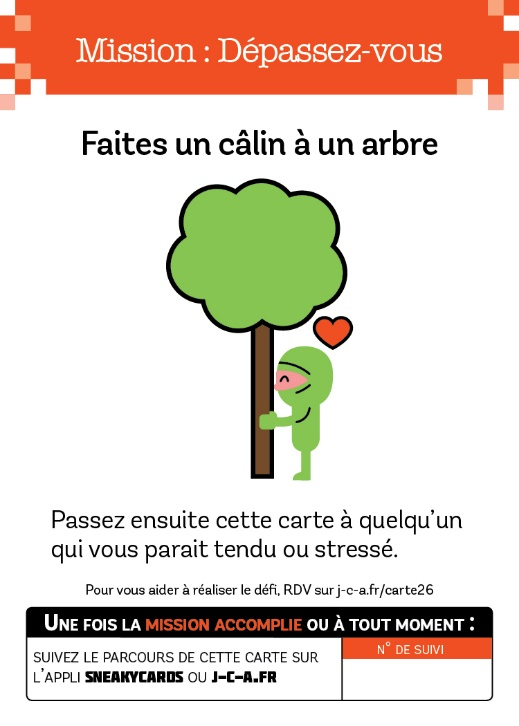 Mission : Dépassez-vous
Faites un câlin à un arbre
Passez ensuite cette carte à quelqu'un
qui vous parait tendu ou stressé.
Pour vous aider à réaliser le défi, RDV sur j-c-a.fr/carte26
UNE FOIS LA MISSION ACCOMPLIE OU À TOUT MOMENT :
SUIVEZ LE PARCOURS DE CETTE CARTE SUR
L'APPLI SNEAKYCARDS OU J-C-A.FR
N° DE SUIVI